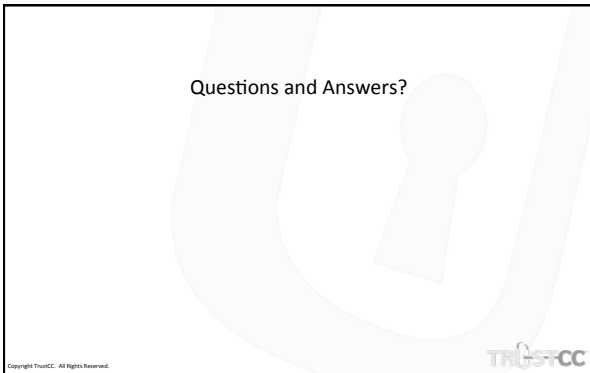 Questions and Answers?
Copyright TrustCC. All Rights Reserved.
TRUSTCC